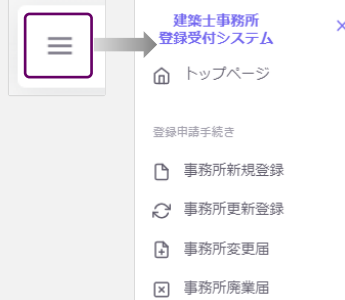 建築士事務所
登録受付システム
トップページ
登録申請手続き
事務所新規登録
事務所更新登録
事務所変更届
事務所廃業届